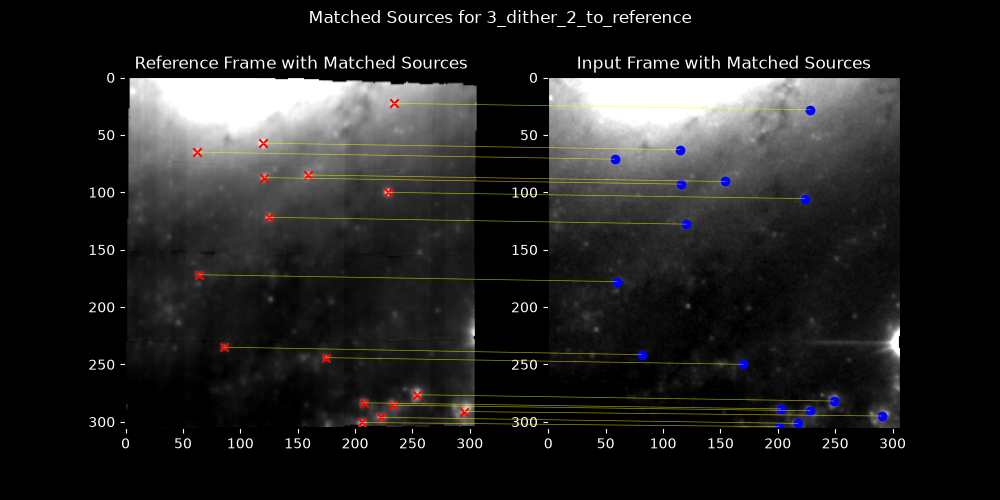 Matched Sources for 3_dither_2_to_reference
Reference Frame with Matched Sources
Input Frame with Matched Sources
0
50
100
150
200
250
300
0 50 100 150 200 250 300
0
50
100
150
200
250
300
0 50 100 150 200 250 300